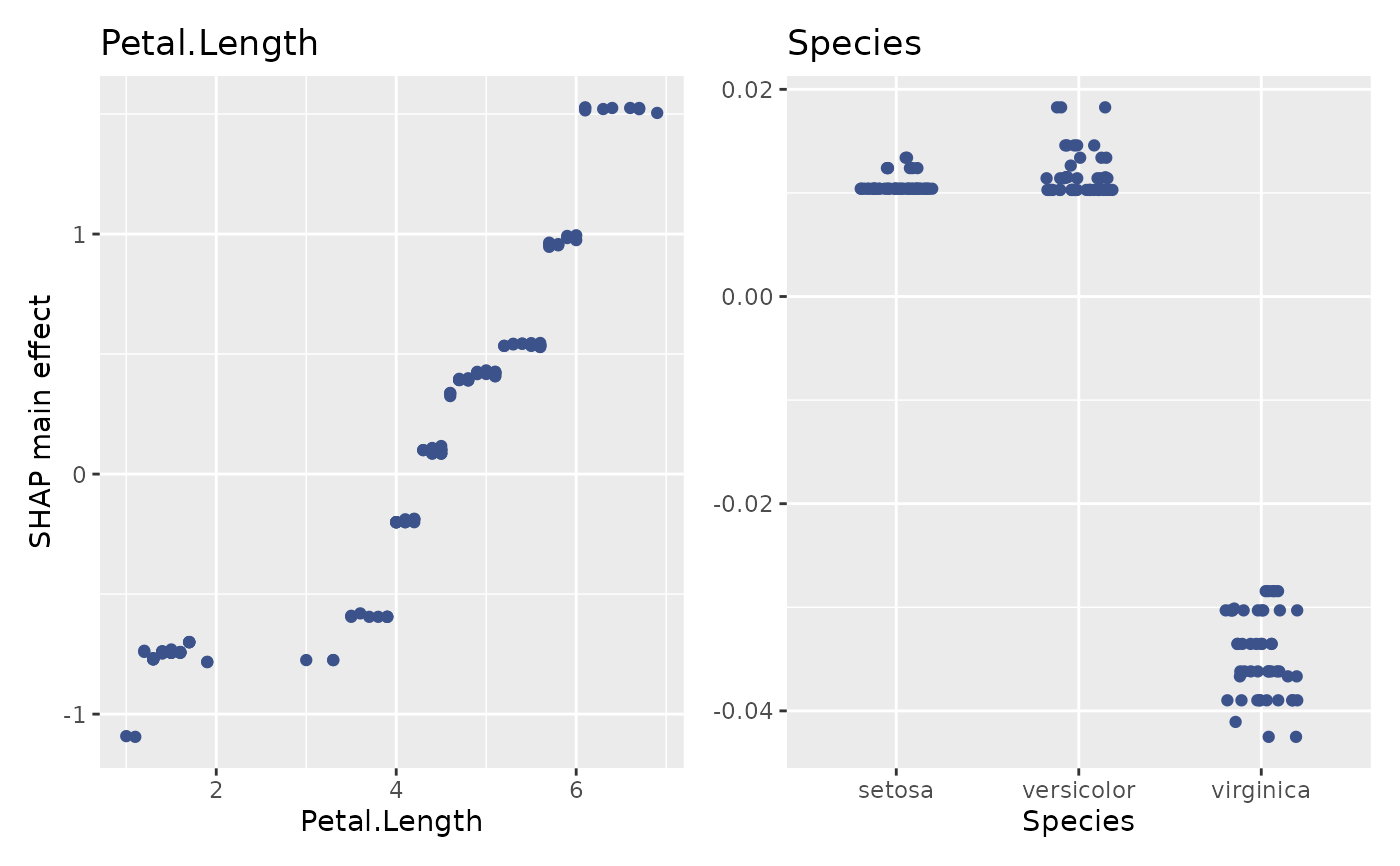 Petal.Length
Species
SHAP main effect
1
0
-1
2 4 6
Petal.Length
0.02
0.00
-0.02
-0.04
setosa versicolor virginica
Species